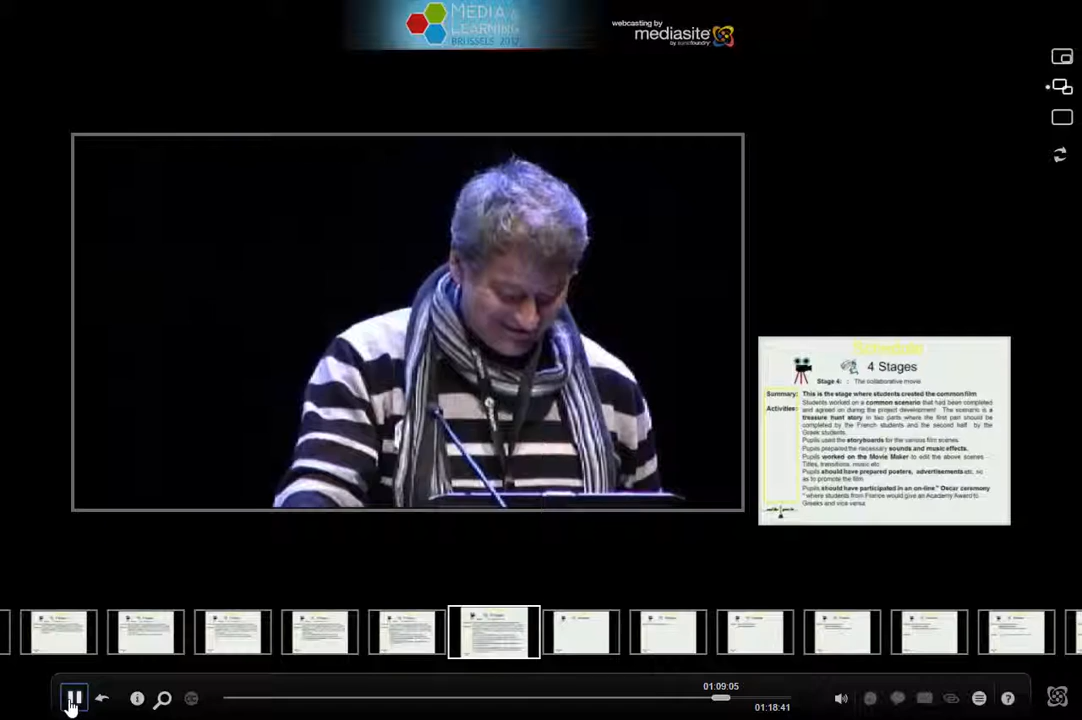 MEDIA &
LEARNING
BRUSSELS 2012
webcasting by
mediasite
by sonicfoundry
Schedule
4 Stages
Stage 4: : The collaborative movie
Summary: This is the stage where students created the common film
Activities: Students worked on a common scenario that had been completed
and agreed on during the project development . The scenario is a
treasure hunt story in two parts where the first part should be
completed by the French students and the second half by the
Greek students.
Pupils used the storyboards for the various film scenes.
Pupils prepared the necessary sounds and music effects.
Pupils worked on the Movie Maker to edit the above scenes.
Titles, transitions, music etc
Pupils should have prepared posters, advertisements etc, so
as to promote the film
Pupils should have participated in an on-line " Oscar ceremony
" where students from France would give an Academy Award to
Greeks and vice versa
CC
01:09:05
01:18:41